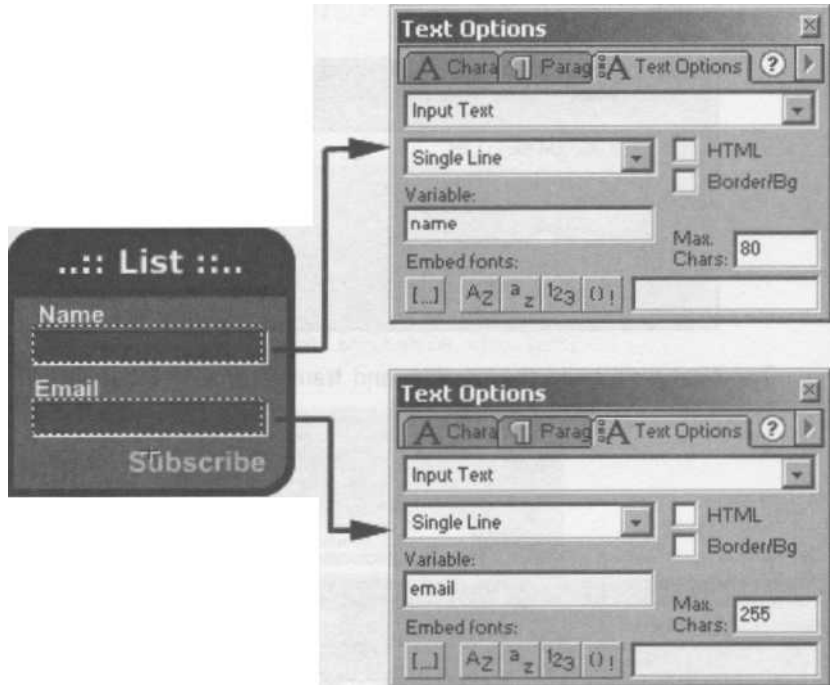 Text Options
A Chara Parag A Text Options ?
Input Text
Single Line
HTML
Border/Bg
Variable:
name
Max. Chars: 80
Embed fonts:
[...] Az az 123 ()!
..:: List ::..
Name
Email
Subscribe
Text Options
A Chara Parag A Text Options ?
Input Text
Single Line
HTML
Border/Bg
Variable:
email
Max. Chars: 255
Embed fonts:
[...] AZ az 123 ()!